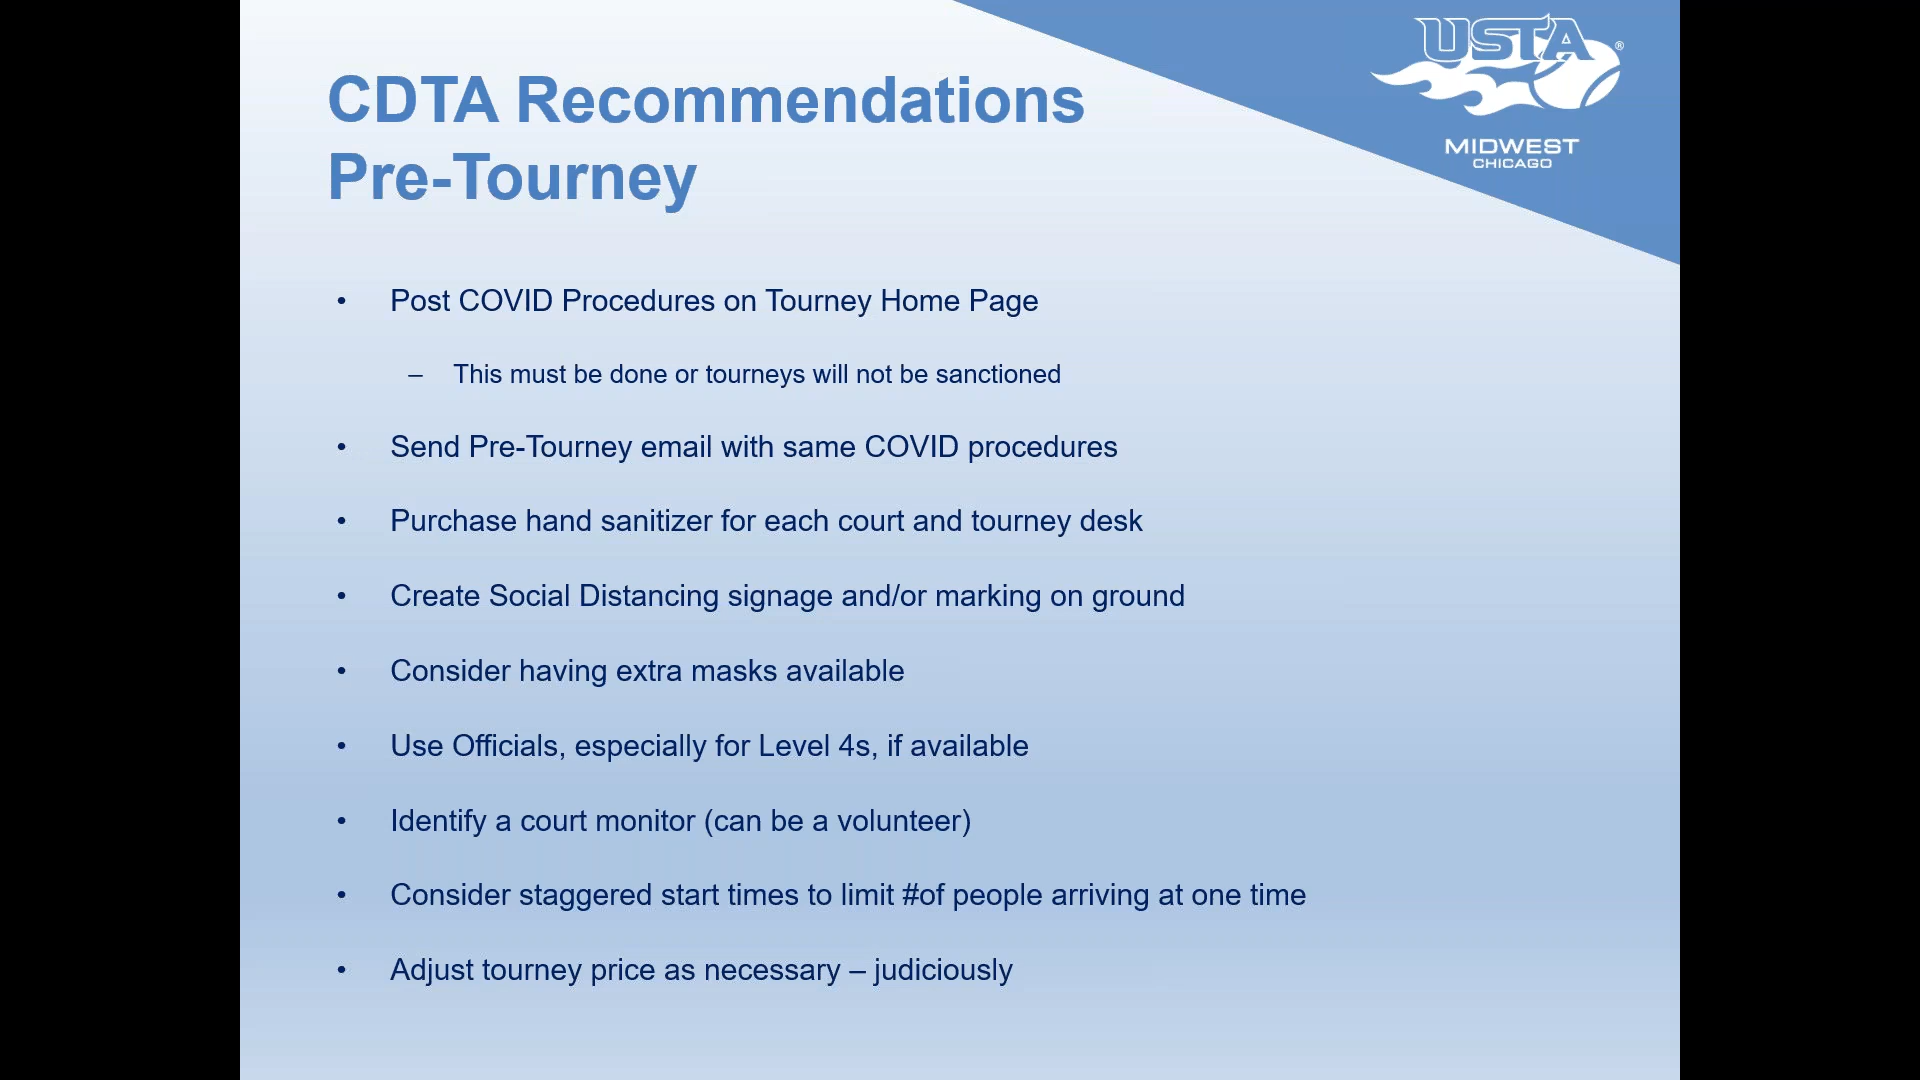 USTA®
MIDWEST
CHICAGO
CDTA Recommendations
Pre-Tourney
• Post COVID Procedures on Tourney Home Page
– This must be done or tourneys will not be sanctioned
• Send Pre-Tourney email with same COVID procedures
• Purchase hand sanitizer for each court and tourney desk
• Create Social Distancing signage and/or marking on ground
• Consider having extra masks available
• Use Officials, especially for Level 4s, if available
• Identify a court monitor (can be a volunteer)
• Consider staggered start times to limit #of people arriving at one time
• Adjust tourney price as necessary – judiciously